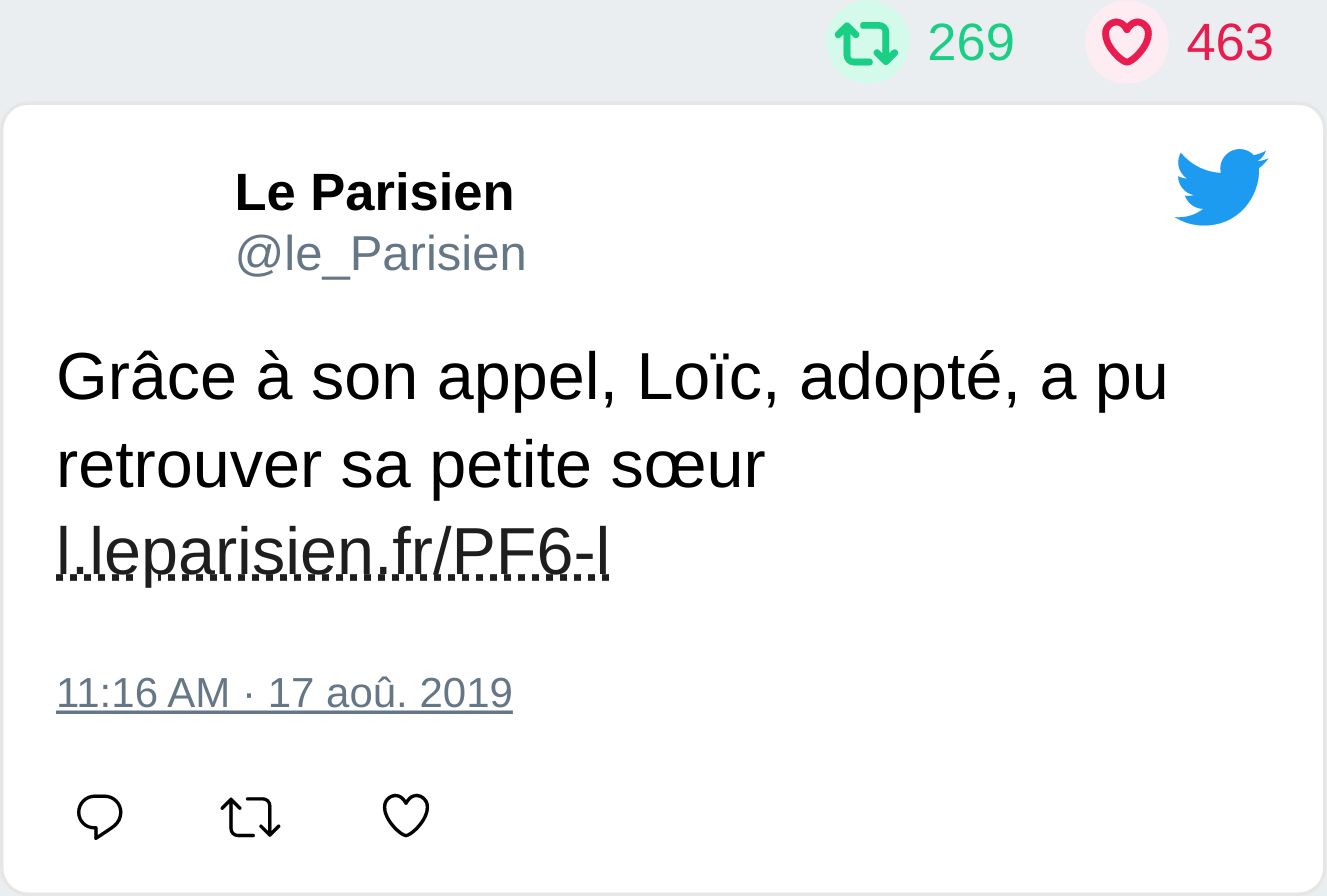 269 463
Le Parisien
@le_Parisien
Grâce à son appel, Loïc, adopté, a pu
retrouver sa petite sœur
l.leparisien.fr/PF6-l
11:16 AM · 17 aoû. 2019